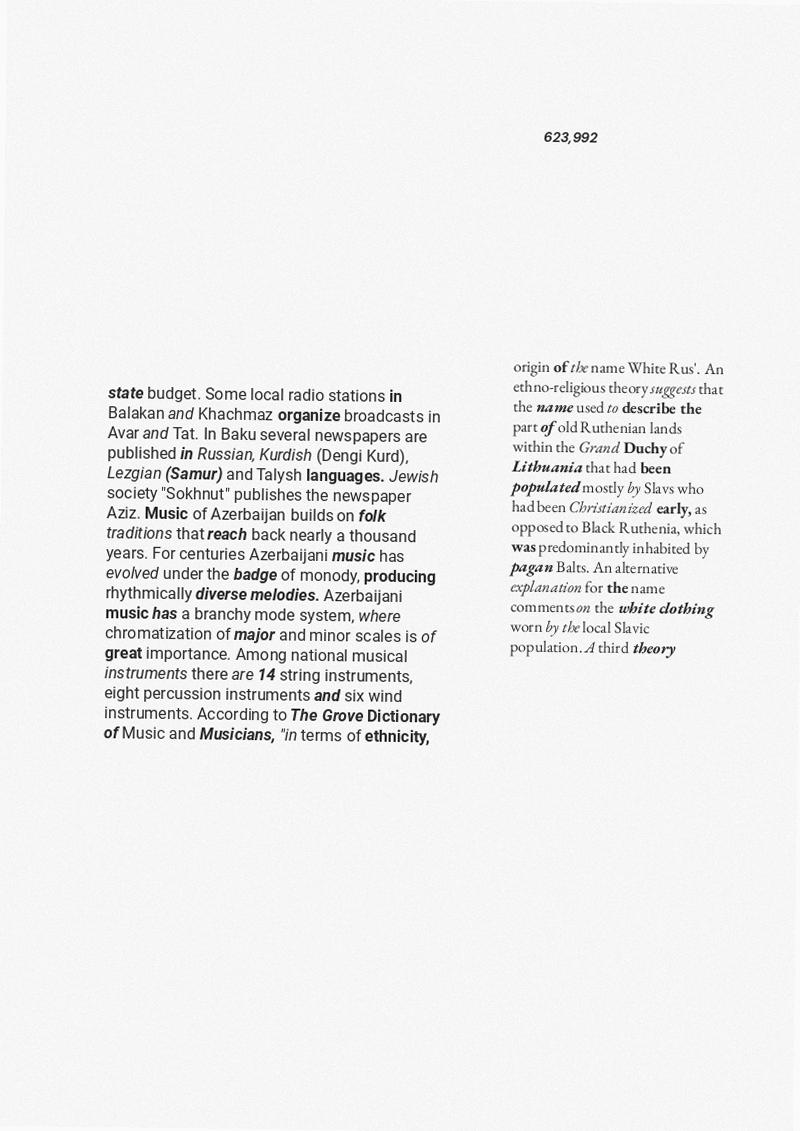 623,992
state budget. Some local radio stations in
Balakan and Khachmaz organize broadcasts in
Avar and Tat. In Baku several newspapers are
published in Russian, Kurdish (Dengi Kurd),
Lezgian (Samur) and Talysh languages. Jewish
society "Sokhnut" publishes the newspaper
Aziz. Music of Azerbaijan builds on folk
traditions that reach back nearly a thousand
years. For centuries Azerbaijani music has
evolved under the badge of monody, producing
rhythmically diverse melodies. Azerbaijani
music has a branchy mode system, where
chromatization of major and minor scales is of
great importance. Among national musical
instruments there are 14 string instruments,
eight percussion instruments and six wind
instruments. According to The Grove Dictionary
of Music and Musicians, "in terms of ethnicity,
origin of the name White Rus'. An
ethno-religious theory suggests that
the name used to describe the
part of old Ruthenian lands
within the Grand Duchy of
Lithuania that had been
populated mostly by Slavs who
had been Christianized early, as
opposed to Black Ruthenia, which
was predominantly inhabited by
pagan Balts. An alternative
explanation for the name
comments on the white clothing
worn by the local Slavic
population. A third theory